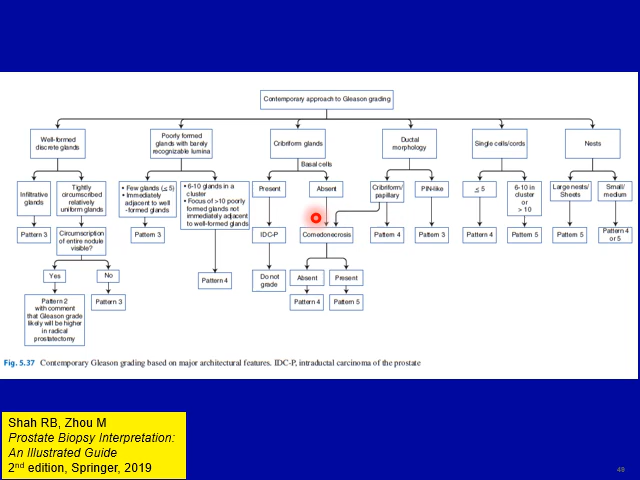 Contemporary approach to Gleason grading
Well-formed
discrete glands
Poorly formed
glands with barely
recognizable lumina
Cribriform glands
Ductal
morphology
Single cells/cords
Nests
Basal cells
Infiltrative
glands
Tightly
circumscribed
relatively
uniform glands
• Few glands (≤ 5)
• Immediately
adjacent to well
-formed glands
• 6-10 glands in a
cluster
• Focus of >10 poorly
formed glands not
immediately adjacent
to well-formed glands
Present
Absent
Cribriform/
papillary
PIN-like
≤ 5
6-10 in
cluster
or
> 10
Large nests/
Sheets
Small/
medium
Pattern 3
Circumscription
of entire nodule
visible?
Pattern 3
IDC-P
Comedonecrosis
Pattern 4
Pattern 3
Pattern 4
Pattern 5
Pattern 5
Pattern 4
or 5
Yes
No
Pattern 4
Do not
grade
Absent
Present
Pattern 2
with comment
that Gleason grade
likely will be higher
in radical
prostatectomy
Pattern 3
Pattern 4
Pattern 5
Fig. 5.37 Contemporary Gleason grading based on major architectural features. IDC-P, intraductal carcinoma of the prostate
Shah RB, Zhou M
Prostate Biopsy Interpretation:
An Illustrated Guide
2nd edition, Springer, 2019
49